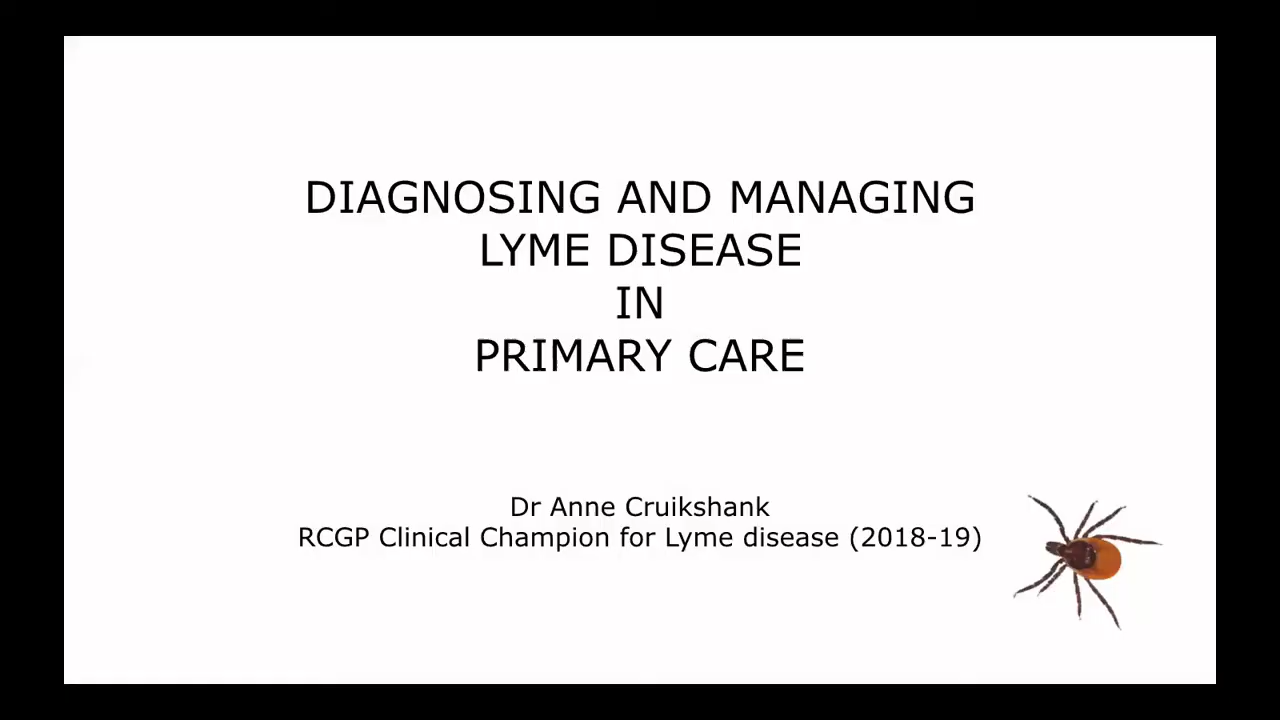 DIAGNOSING AND MANAGING
LYME DISEASE
IN
PRIMARY CARE
Dr Anne Cruikshank
RCGP Clinical Champion for Lyme disease (2018-19)